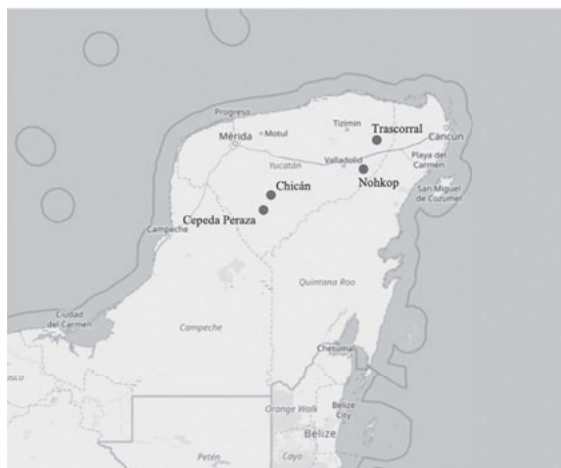 Progreso
Motul
Mérida
Tizimin
Trascorral
Cancún
Valladolid
Playa del
Carmen
Yucatán
Nohkop
San Miguel
de Cozumel
Chicán
Cepeda Peraza
Campeche
Quintana Roo
Ciudad
del Carmen
Campeche
Chetumal
Orange Walk
Belize
City
Belize
Petén
Cayo